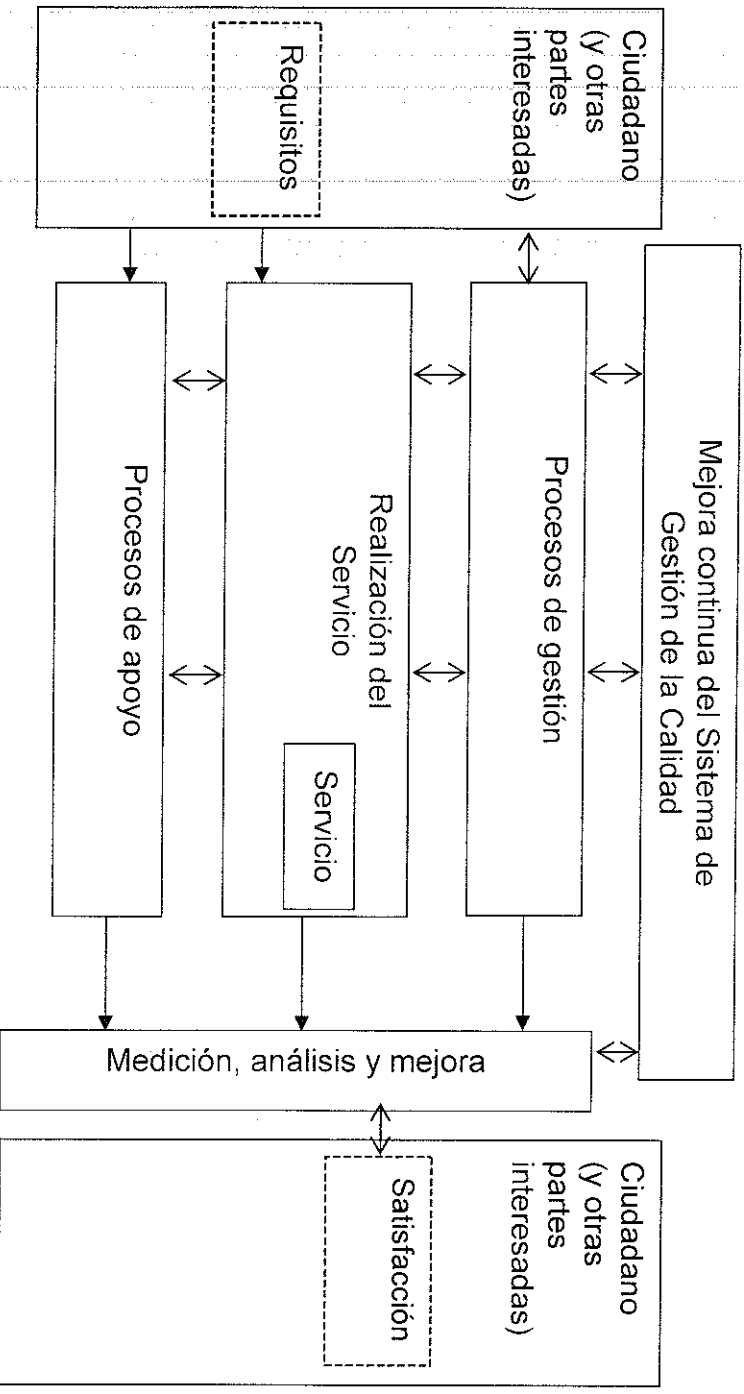 Mejora continua del Sistema de
Gestión de la Calidad
Ciudadano
(y otras
partes
interesadas)
Requisitos
Procesos de gestión
Realización del
Servicio
Servicio
Procesos de apoyo
Medición, análisis y mejora
Ciudadano
(y otras
partes
interesadas)
Satisfacción